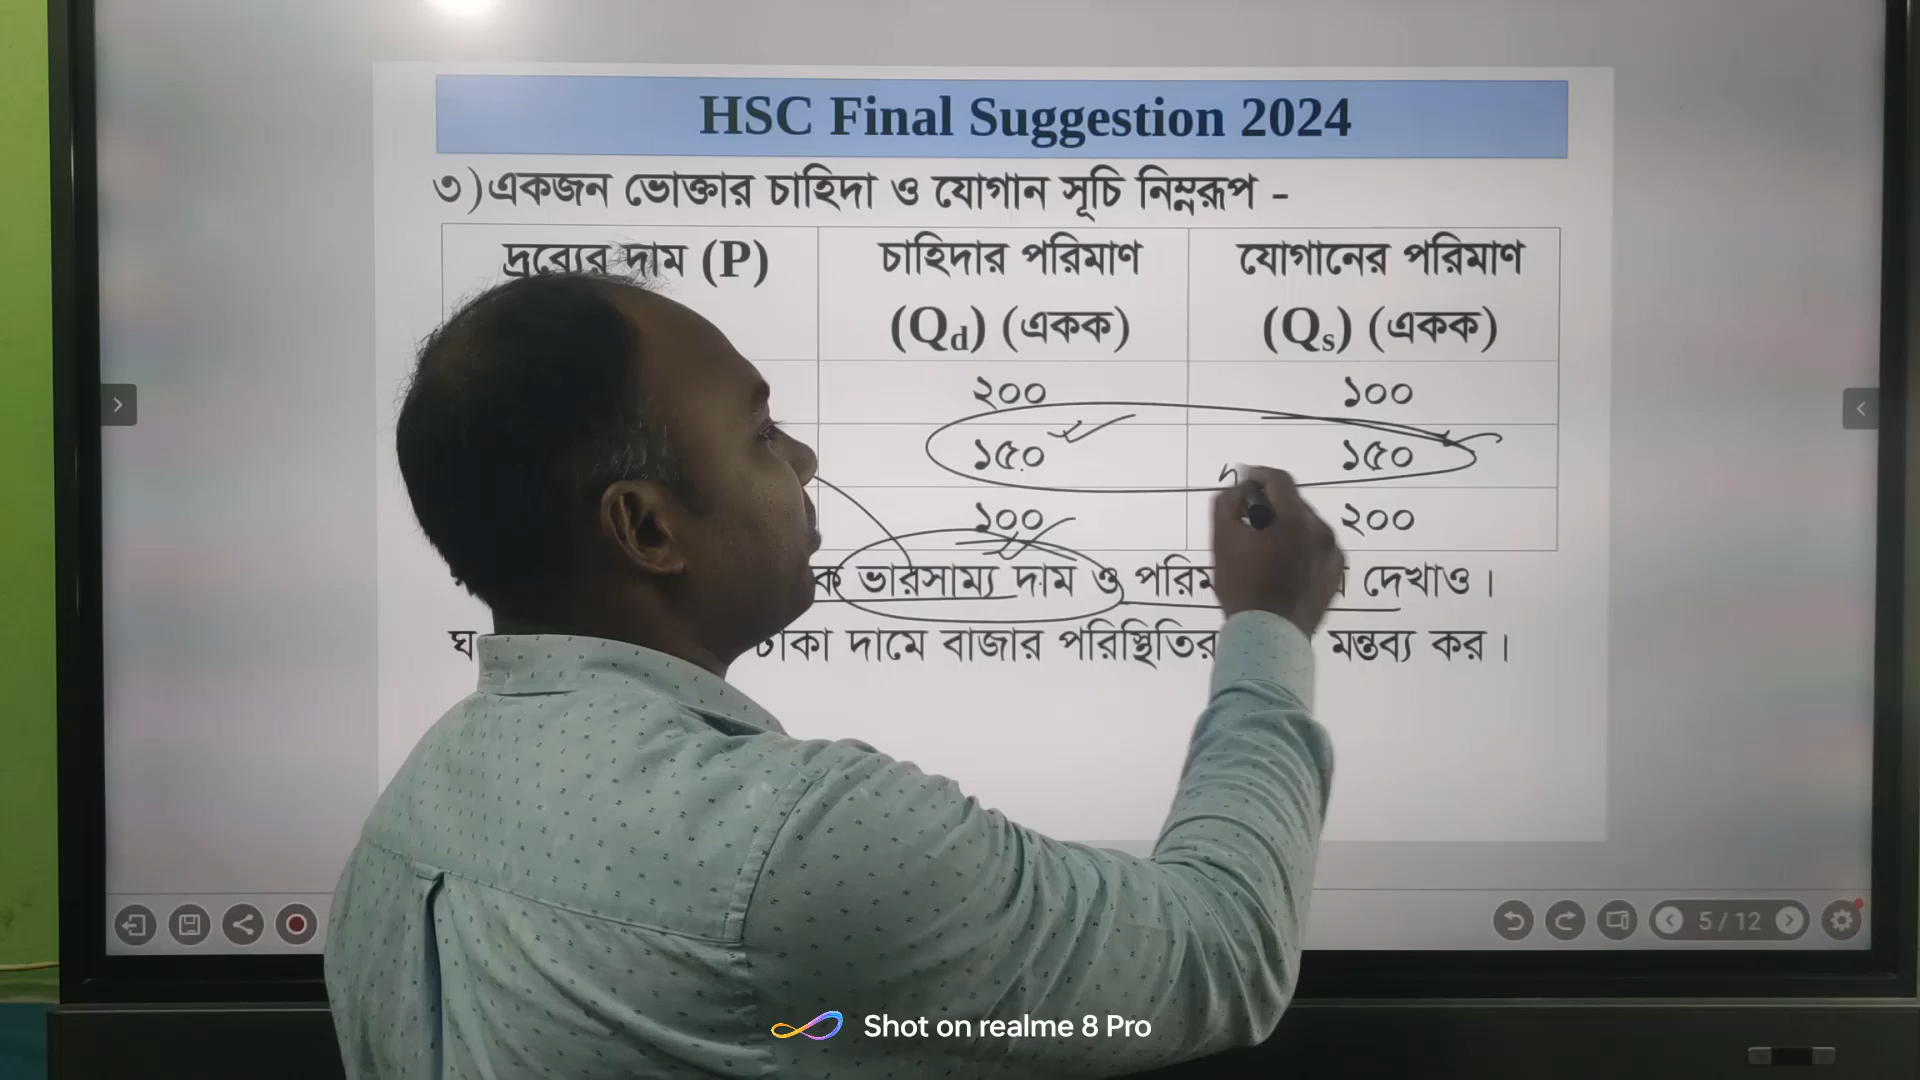 HSC Final Suggestion 2024
৩) একজন ভোক্তার চাহিদা ও যোগান সূচি নিম্নরূপ -
দ্রব্যের দাম (P) চাহিদার পরিমাণ যোগানের পরিমাণ
(Qd) (একক) (Qs) (একক)
২০০ ১০০
১৫০ ১৫০
১০০ ২০০
ভারসাম্য দাম ও দেখাও।
ঘ দামে বাজার পরিস্থিতির মন্তব্য কর।
5 / 12
Shot on realme 8 Pro